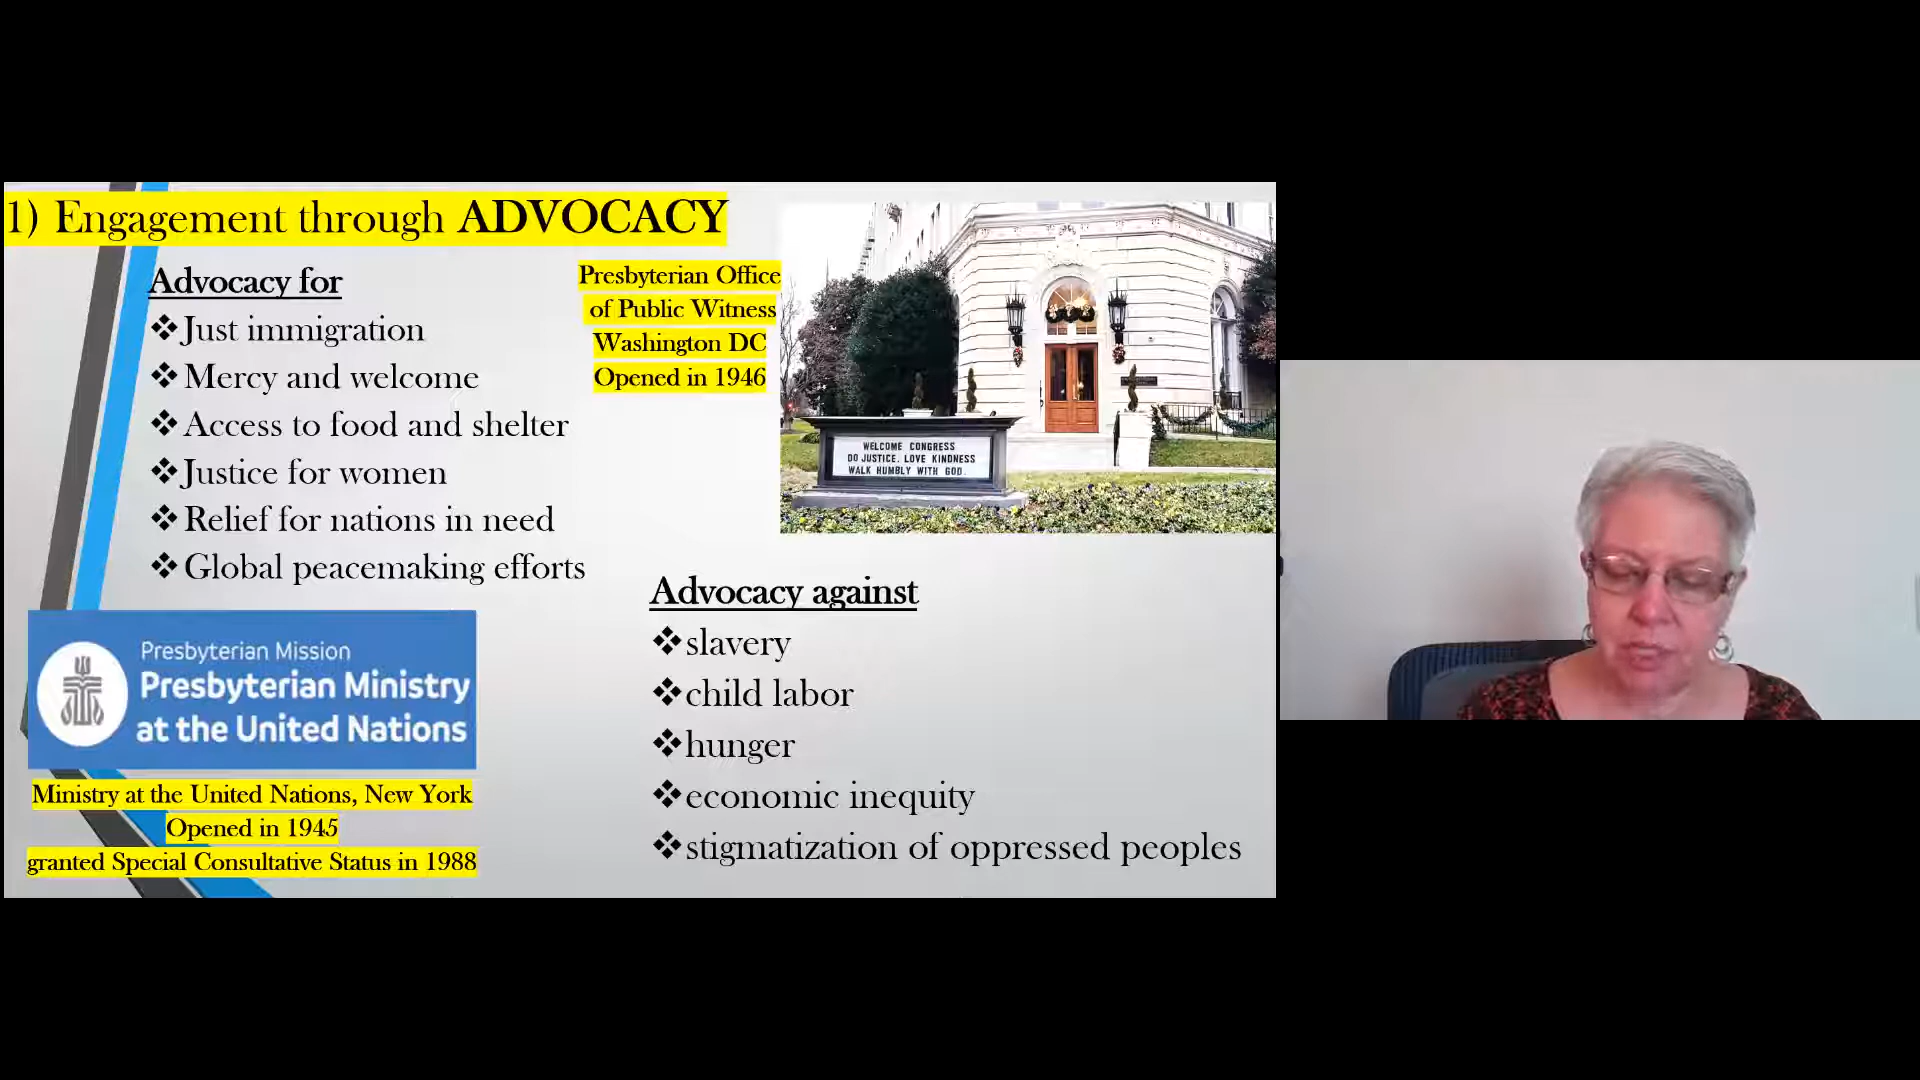 1) Engagement through ADVOCACY
Advocacy for
❖Just immigration
❖Mercy and welcome
❖Access to food and shelter
❖Justice for women
❖Relief for nations in need
❖Global peacemaking efforts
Presbyterian Office
of Public Witness
Washington DC
Opened in 1946
WELCOME CONGRESS
DO JUSTICE. LOVE KINDNESS
WALK HUMBLY WITH GOD.
Presbyterian Mission
Presbyterian Ministry
at the United Nations
Ministry at the United Nations, New York
Opened in 1945
granted Special Consultative Status in 1988
Advocacy against
❖slavery
❖child labor
❖hunger
❖economic inequity
❖stigmatization of oppressed peoples